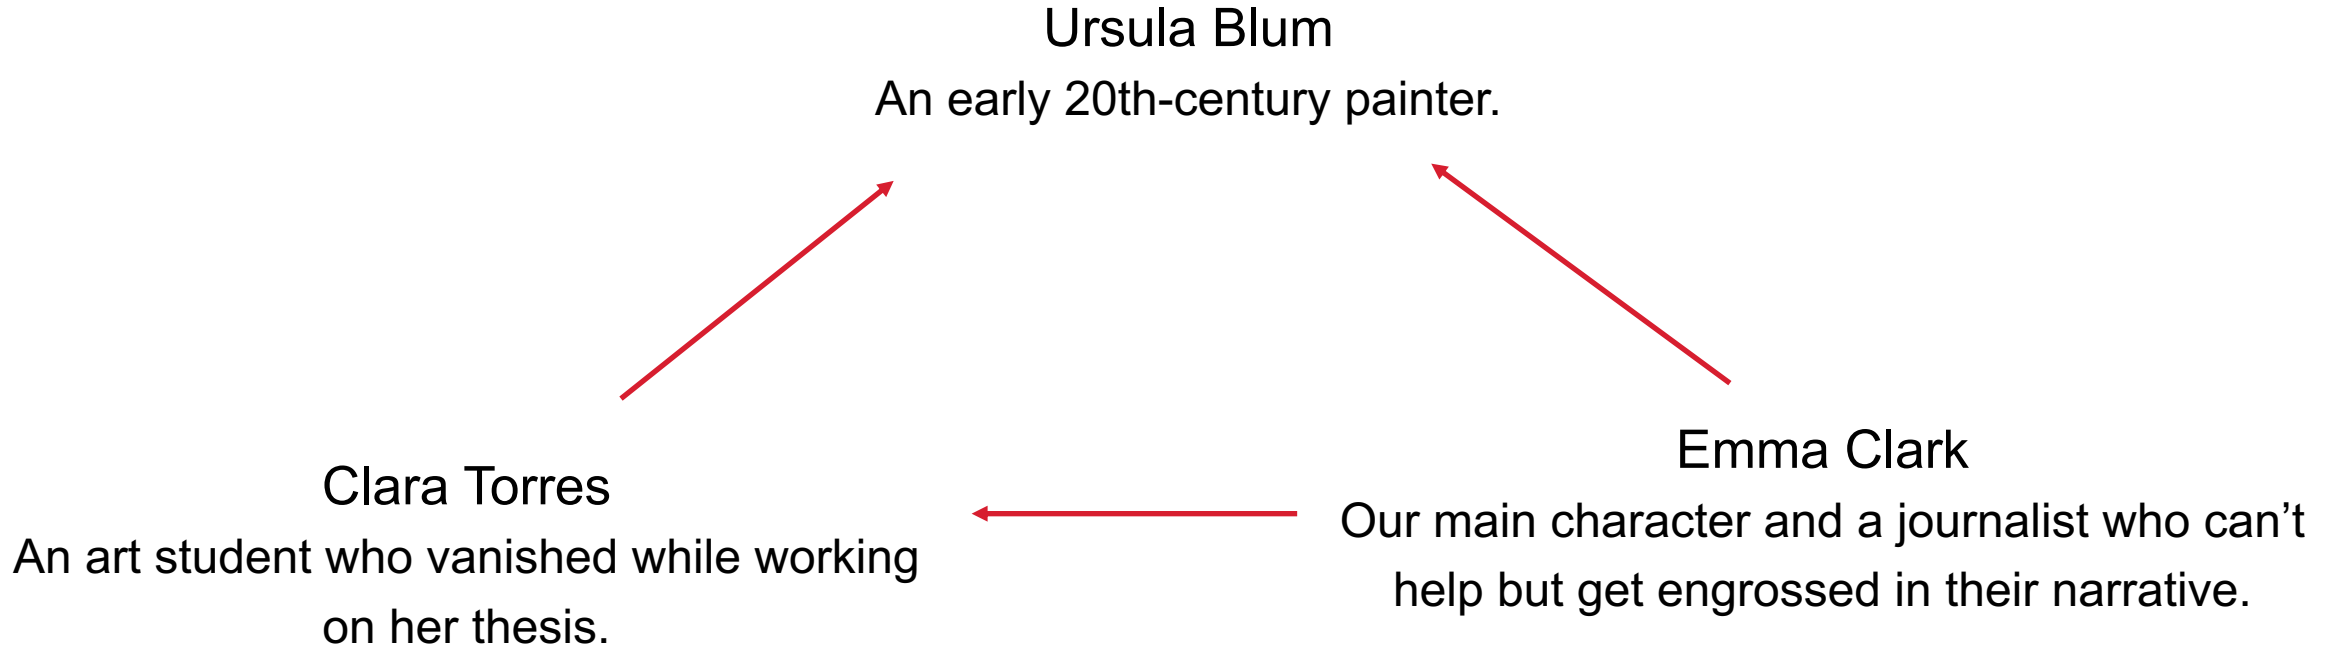 Ursula Blum
An early 20th-century painter.
Clara Torres
An art student who vanished while working
on her thesis.
Emma Clark
Our main character and a journalist who can’t
help but get engrossed in their narrative.